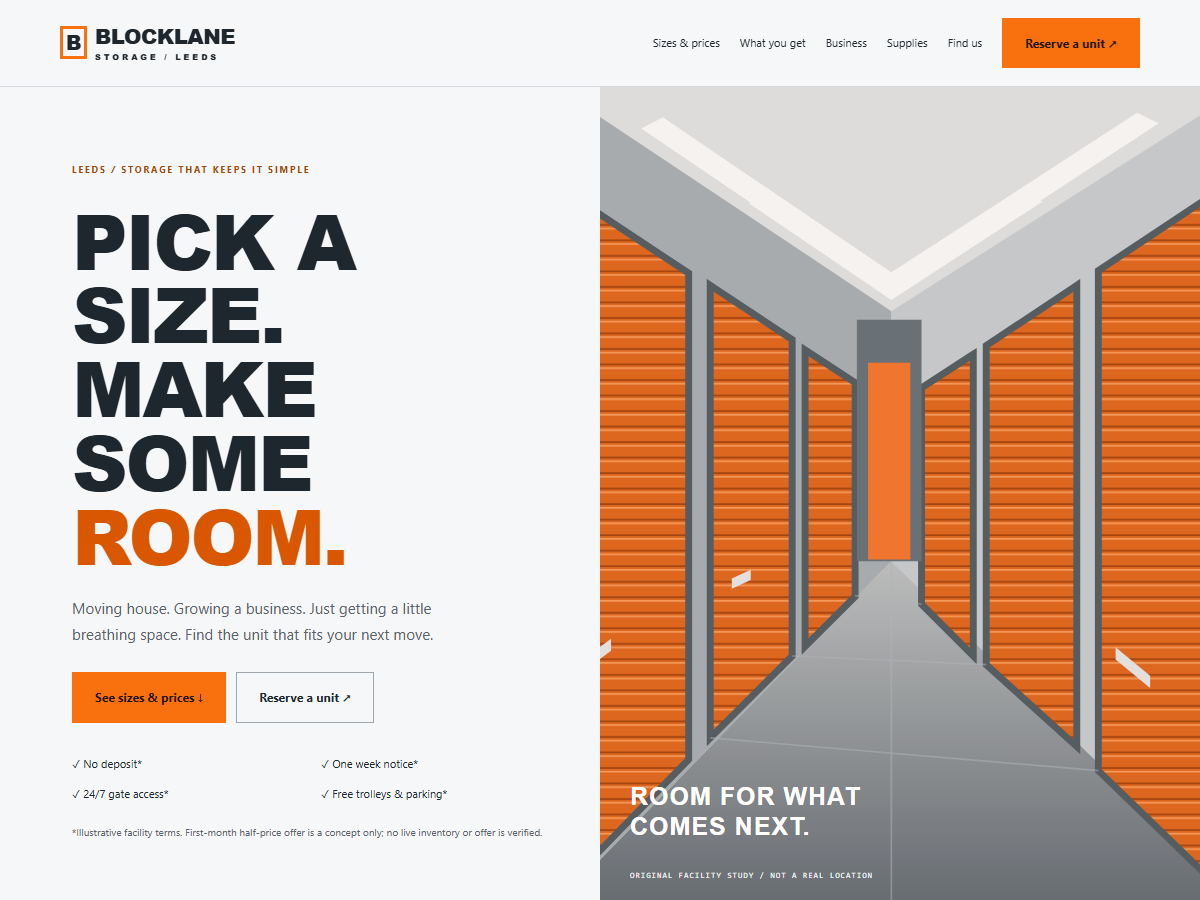 B BLOCKLANE
STORAGE / LEEDS
Sizes & prices What you get Business Supplies Find us Reserve a unit ↗
LEEDS / STORAGE THAT KEEPS IT SIMPLE
PICK A
SIZE.
MAKE
SOME
ROOM.
Moving house. Growing a business. Just getting a little
breathing space. Find the unit that fits your next move.
See sizes & prices ↓ Reserve a unit ↗
✓ No deposit* ✓ One week notice*
✓ 24/7 gate access* ✓ Free trolleys & parking*
*Illustrative facility terms. First-month half-price offer is a concept only; no live inventory or offer is verified.
ROOM FOR WHAT
COMES NEXT.
ORIGINAL FACILITY STUDY / NOT A REAL LOCATION